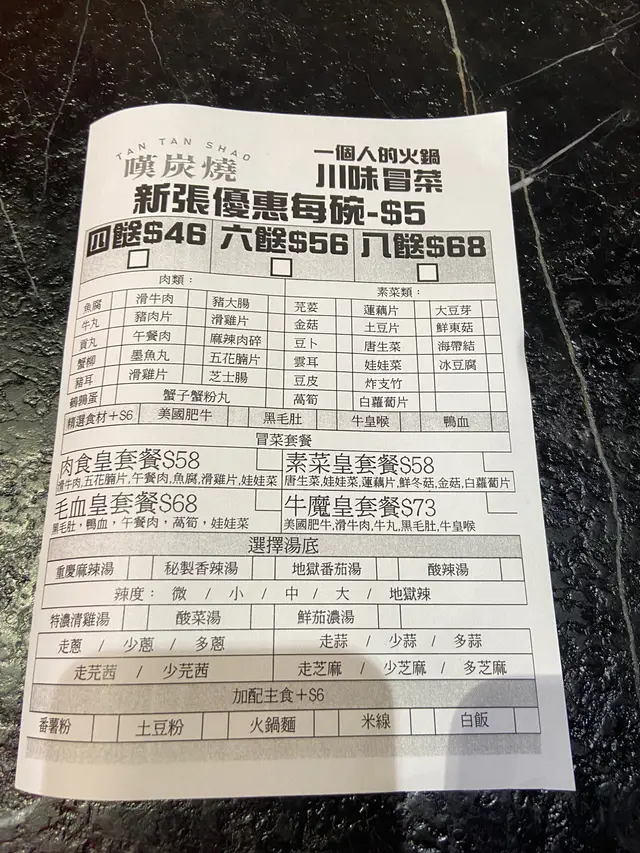 TAN TAN SHAO
嘆炭燒
一個人的火鍋
川味冒菜
新張優惠每碗-$5
四餸$46 六餸$56 八餸$68
肉類： 素菜類：
魚腐 滑牛肉 豬大腸 芫荽 蓮藕片 大豆芽
牛丸 豬肉片 滑雞片 金菇 土豆片 鮮東菇
貢丸 午餐肉 麻辣肉碎 豆卜 唐生菜 海帶結
蟹柳 墨魚丸 五花腩片 雲耳 娃娃菜 冰豆腐
豬耳 滑雞片 芝士腸 豆皮 炸支竹
鵪鶉蛋 蟹子蟹粉丸 萵筍 白蘿蔔片
精選食材+$6 美國肥牛 黑毛肚 牛皇喉 鴨血
冒菜套餐
肉食皇套餐$58 素菜皇套餐$58
滑牛肉,五花腩片,午餐肉,魚腐,滑雞片,娃娃菜 唐生菜,娃娃菜,蓮藕片,鮮冬菇,金菇,白蘿蔔片
毛血皇套餐$68 牛魔皇套餐$73
黑毛肚，鴨血，午餐肉，萵筍，娃娃菜 美國肥牛,滑牛肉,牛丸,黑毛肚,牛皇喉
選擇湯底
重慶麻辣湯 秘製香辣湯 地獄番茄湯 酸辣湯
辣度： 微 / 小 / 中 / 大 / 地獄辣
特濃清雞湯 酸菜湯 鮮茄濃湯
走蔥 / 少蔥 / 多蔥 走蒜 / 少蒜 / 多蒜
走芫茜 / 少芫茜 走芝麻 / 少芝麻 / 多芝麻
加配主食+$6
番薯粉 土豆粉 火鍋麵 米線 白飯